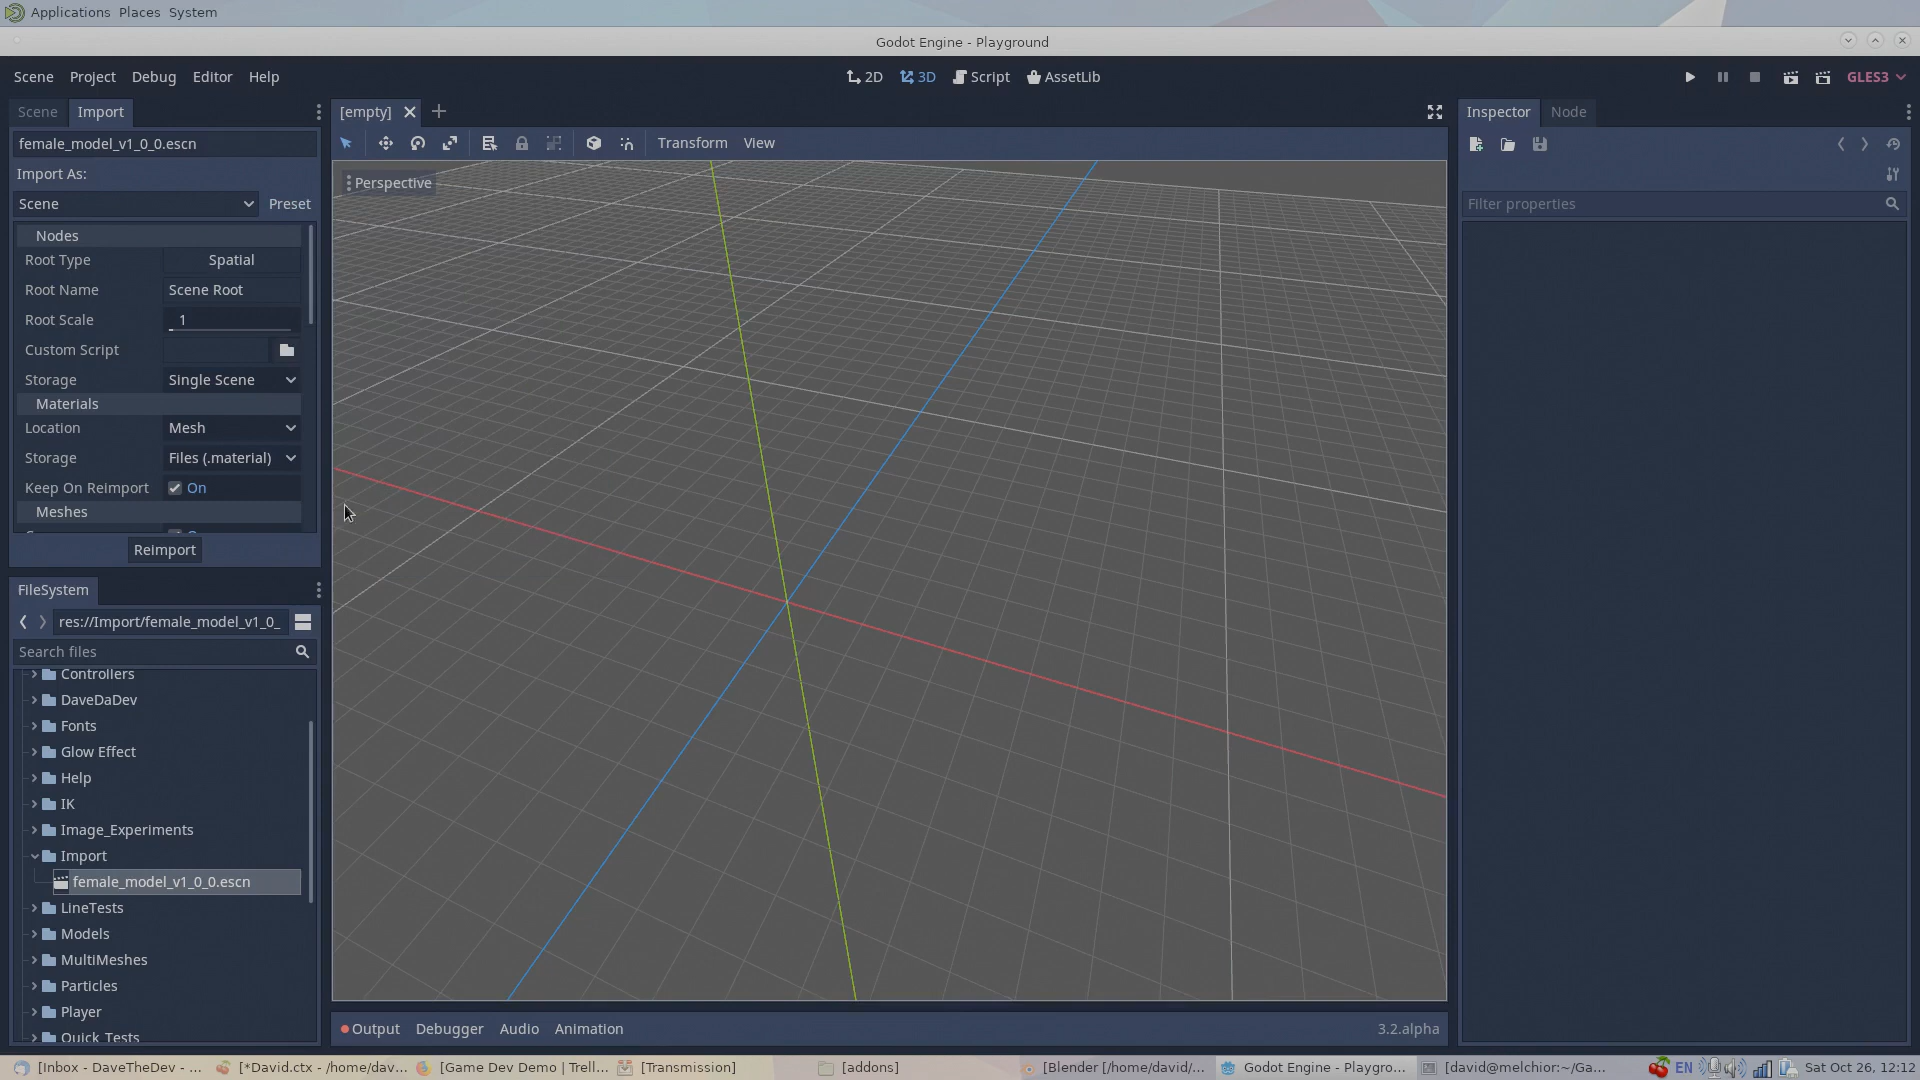 Applications Places System
Godot Engine - Playground
Scene Project Debug Editor Help
2D 3D Script AssetLib
GLES3
Scene Import
[empty]
Inspector Node
female_model_v1_0_0.escn
Transform View
Import As:
Perspective
Scene Preset
Filter properties
Nodes
Root Type Spatial
Root Name Scene Root
Root Scale 1
Custom Script
Storage Single Scene
Materials
Location Mesh
Storage Files (.material)
Keep On Reimport On
Meshes
Reimport
FileSystem
res://Import/female_model_v1_0_
Search files
Controllers
DaveDaDev
Fonts
Glow Effect
Help
IK
Image_Experiments
Import
female_model_v1_0_0.escn
LineTests
Models
MultiMeshes
Particles
Player
Quick_Tests
Output Debugger Audio Animation 3.2.alpha
[Inbox - DaveTheDev - ... [*David.ctx - /home/dav... [Game Dev Demo | Trell... [Transmission] [addons] [Blender [/home/david/... Godot Engine - Playgro... [david@melchior:~/Ga... EN Sat Oct 26, 12:12